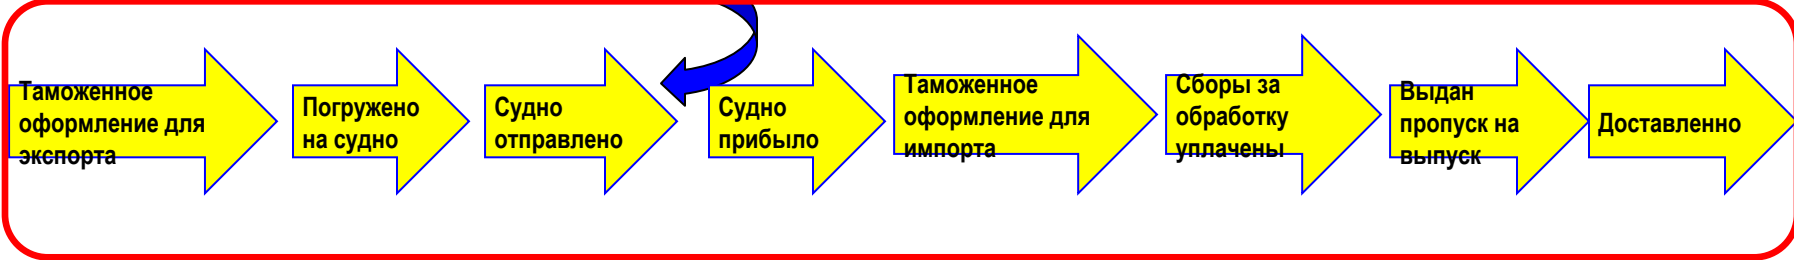 Таможенное
оформление для
экспорта
Погружено
на судно
Судно
отправлено
Судно
прибыло
Таможенное
оформление для
импорта
Сборы за
обработку
уплачены
Выдан
пропуск на
выпуск
Доставленно